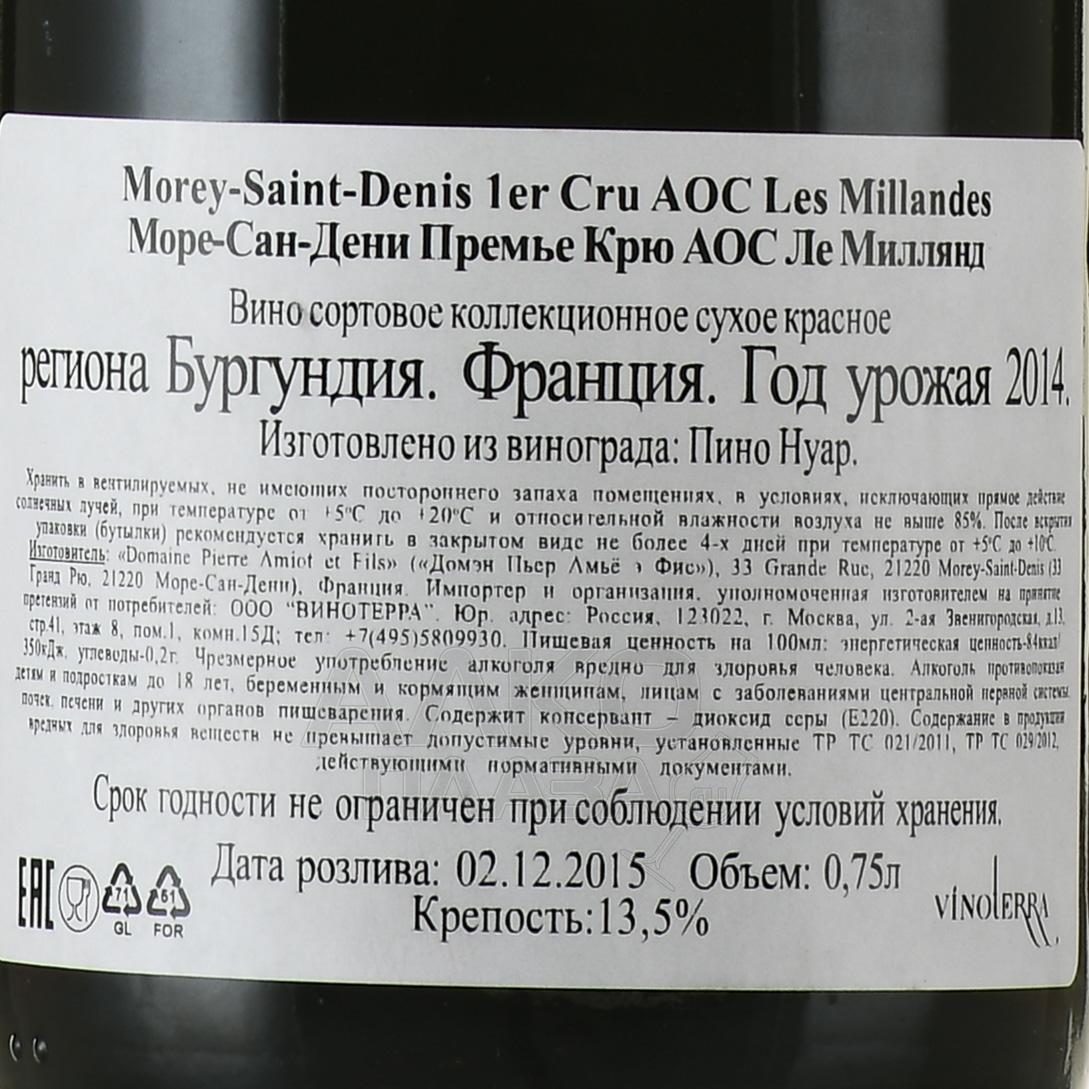 Morey-Saint-Denis 1er Cru AOC Les Millandes
Море-Сан-Дени Премье Крю АОС Ле Миллянд
Вино сортовое коллекционное сухое красное
региона Бургундия. Франция. Год урожая 2014.
Изготовлено из винограда: Пино Нуар.
Хранить в вентилируемых, не имеющих постороннего запаха помещениях, в условиях, исключающих прямое действие
солнечных лучей, при температуре от +5°С до +20°С и относительной влажности воздуха не выше 85%. После вскрытия
упаковки (бутылки) рекомендуется хранить в закрытом виде не более 4-х дней при температуре от +5°С до +10°С.
Изготовитель: «Domaine Pierre Amiot et Fils» («Домэн Пьер Амьё э Фис»), 33 Grande Rue, 21220 Morey-Saint-Denis (33
Гранд Рю, 21220 Море-Сан-Дени), Франция. Импортер и организация, уполномоченная изготовителем на принятие
претензий от потребителей: ООО "ВИНОТЕРРА". Юр. адрес: Россия, 123022, г. Москва, ул. 2-ая Звенигородская, д.13,
стр.41, этаж 8, пом.1, комн.15Д; тел: +7(495)5809930. Пищевая ценность на 100мл: энергетическая ценность-84ккал/
350кДж, углеводы-0,2г. Чрезмерное употребление алкоголя вредно для здоровья человека. Алкоголь противопоказан
детям и подросткам до 18 лет, беременным и кормящим женщинам, лицам с заболеваниями центральной нервной системы,
почек, печени и других органов пищеварения. Содержит консервант – диоксид серы (Е220). Содержание в продукции
вредных для здоровья веществ не превышает допустимые уровни, установленные ТР ТС 021/2011, ТР ТС 029/2012,
действующими нормативными документами.
Срок годности не ограничен при соблюдении условий хранения.
Дата розлива: 02.12.2015 Объем: 0,75л
Крепость:13,5%
EAC
71
GL
61
FOR
VINOTERRA
АЛКО
ПЛАЗА.ru